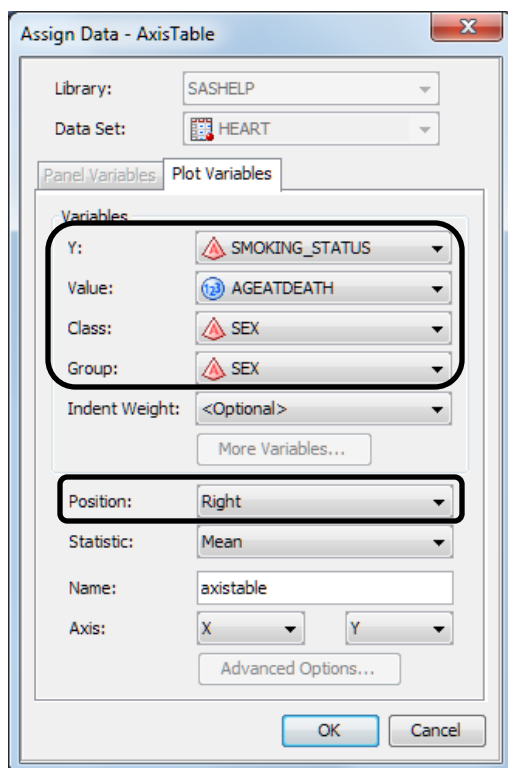 Assign Data - AxisTable
Library: SASHELP
Data Set: HEART
Panel Variables Plot Variables
Variables
Y: SMOKING_STATUS
Value: 123 AGEATDEATH
Class: A SEX
Group: A SEX
Indent Weight: <Optional>
More Variables...
Position: Right
Statistic: Mean
Name: axistable
Axis: X Y
Advanced Options...
OK Cancel